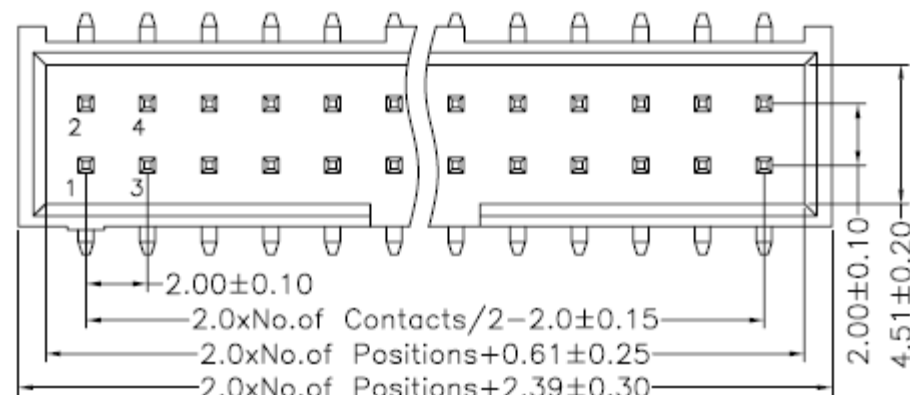 2 4
1 3
2.00±0.10
2.0xNo.of Contacts/2-2.0±0.15
2.0xNo.of Positions+0.61±0.25
2.0xNo.of Positions+2.39±0.30
2.00±0.10
4.51±0.20